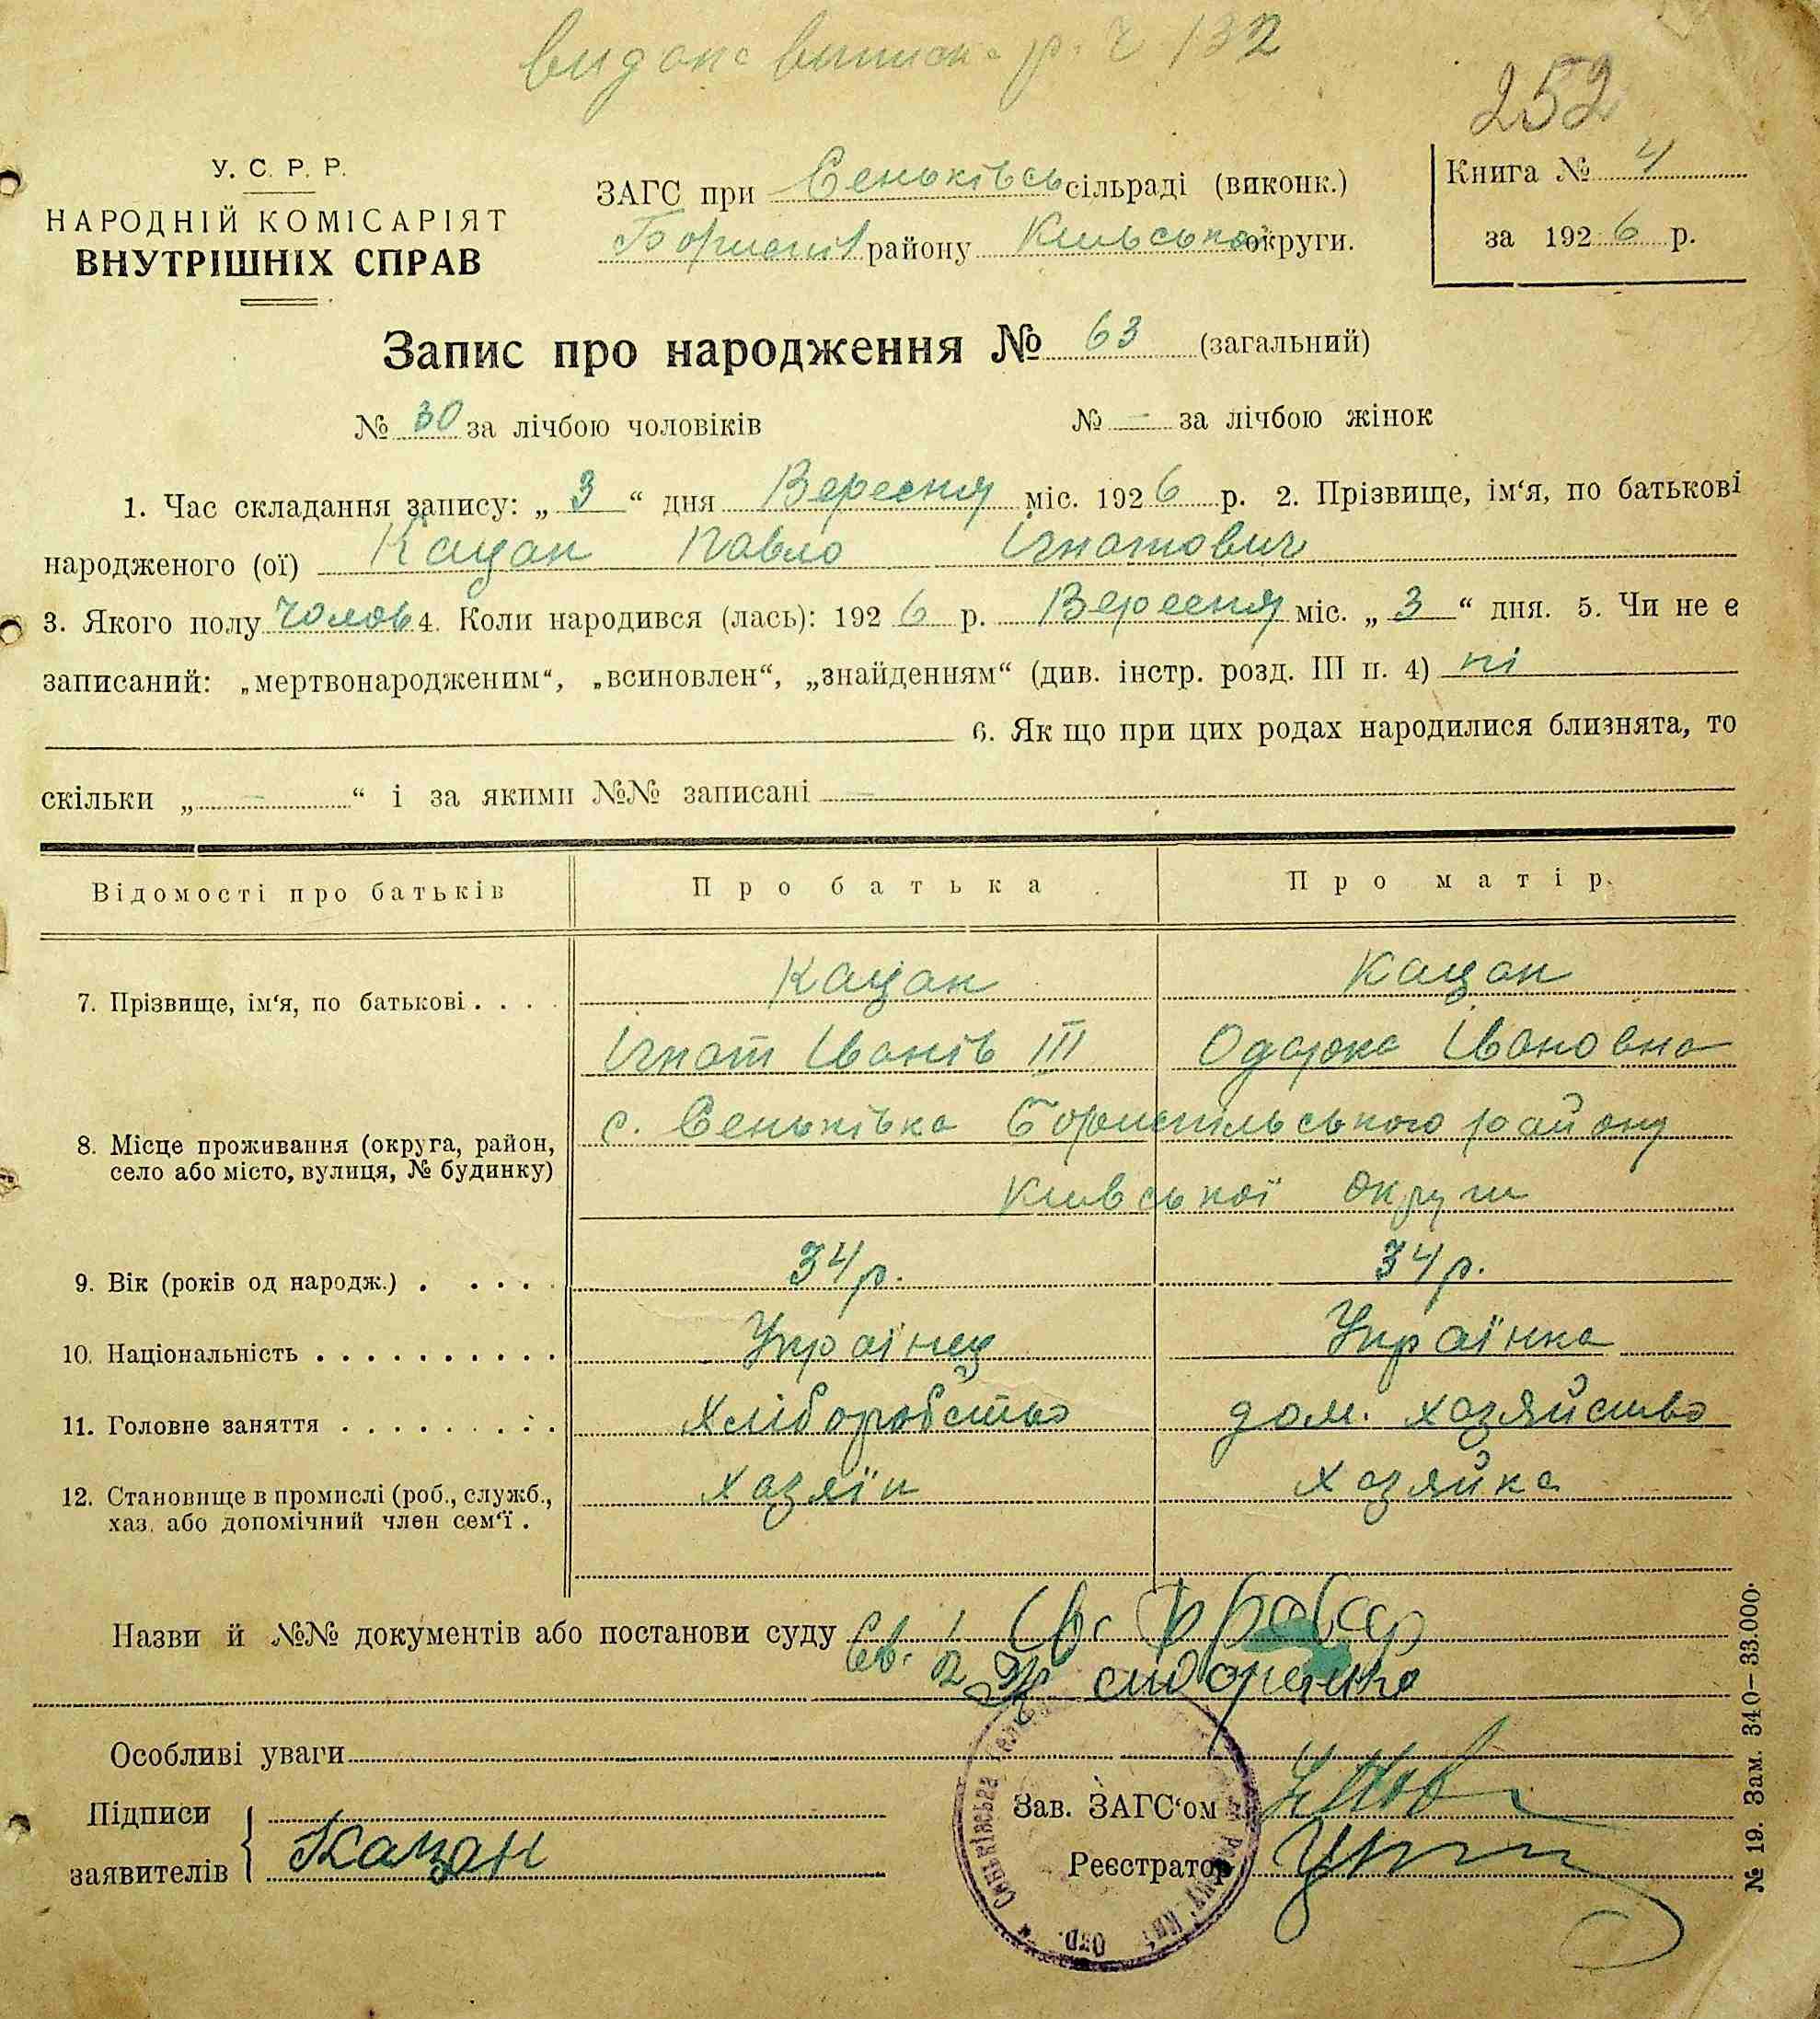 252
У. С. Р. Р.
НАРОДНІЙ КОМІСАРІЯТ
ВНУТРІШНІХ СПРАВ
ЗАГС при Сеньківсь сільраді (виконк.)
Борисп району Київської округи.
Книга № 4
за 1926 р.
Запис про народження № 63 (загальний)
№ 30 за лічбою чоловіків № — за лічбою жінок
1. Час складання запису: „ 3 “ дня Вересня міс. 1926 р. 2. Прізвище, ім‘я, по батькові
народженого (ої) Кацан Павло Ігнатович
3. Якого полу чолов 4. Коли народився (лась): 1926 р. Вересня міс. „ 3 “ дня. 5. Чи не є
записаний: „мертвонародженим“, „всиновлен“, „знайденням“ (див. інстр. розд. III п. 4) ні
6. Як що при цих родах народилися близнята, то
скільки „ — “ і за якими №№ записані —
Відомості про батьків Про батька Про матір.
7. Прізвище, ім‘я, по батькові . . . . Кацан Кацан
Ігнат Іванів III Одарка Івановна
8. Місце проживання (округа, район, с. Сеньківка Бориспільського району
село або місто, вулиця, № будинку)
Київської округи
9. Вік (років од народж.) . . . . . 34 р. 34 р.
10. Національність . . . . . . . . . . Українец Українка
11. Головне заняття . . . . . . . . . Хліборобство дом. хазяйство
12. Становище в промислі (роб., служб., хазяїн хазяйка
хаз. або допомічний член сем‘ї .
Назви й №№ документів або постанови суду Св. 1
2
Особливі уваги
Підписи Зав. ЗАГС‘ом
заявителів Кацан Реєстратор
№ 19. Зам. 340—33.000.